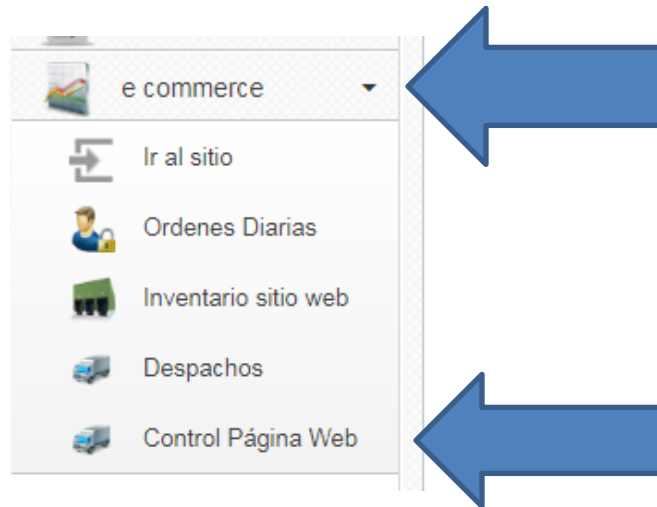 e commerce
Ir al sitio
Ordenes Diarias
Inventario sitio web
Despachos
Control Página Web